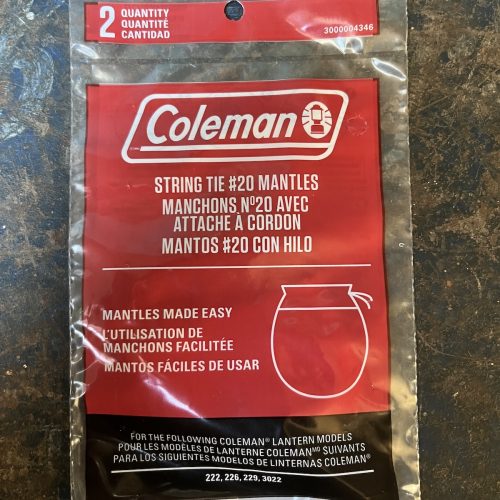 2 QUANTITY
QUANTITÉ
CANTIDAD
3000004346
Coleman
STRING TIE #20 MANTLES
MANCHONS Nº20 AVEC
ATTACHE À CORDON
MANTOS #20 CON HILO
MANTLES MADE EASY
L'UTILISATION DE
MANCHONS FACILITÉE
MANTOS FÁCILES DE USAR
FOR THE FOLLOWING COLEMAN® LANTERN MODELS
POUR LES MODÈLES DE LANTERNE COLEMAN MD SUIVANTS
PARA LOS SIGUIENTES MODELOS DE LINTERNAS COLEMAN®
222, 226, 229, 3022